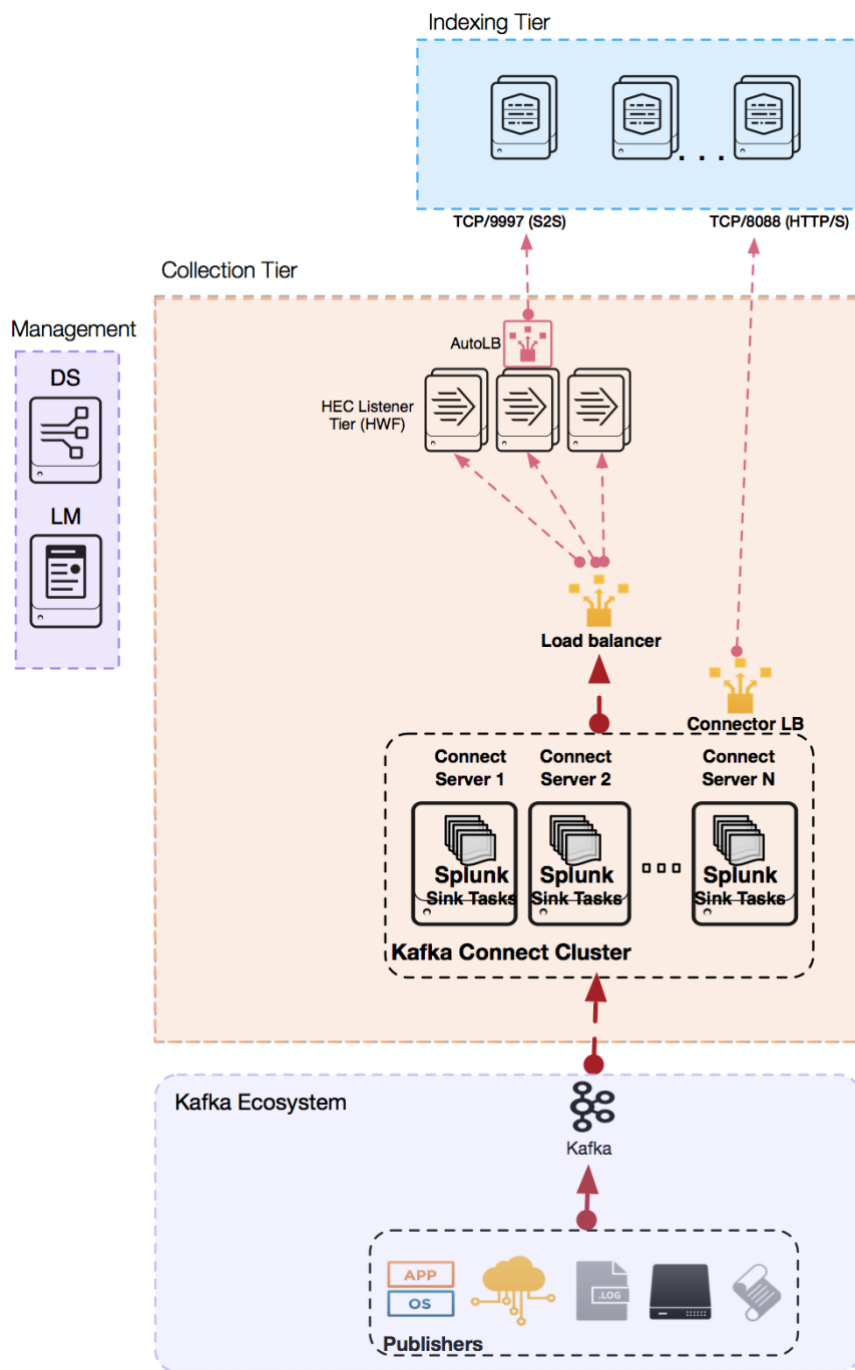 Indexing Tier
. . .
TCP/9997 (S2S)
TCP/8088 (HTTP/S)
Collection Tier
Management
DS
LM
AutoLB
HEC Listener
Tier (HWF)
Load balancer
Connector LB
Connect
Server 1
Connect
Server 2
Connect
Server N
Splunk
Sink Tasks
Splunk
Sink Tasks
Splunk
Sink Tasks
Kafka Connect Cluster
Kafka Ecosystem
Kafka
APP
OS
.LOG
Publishers